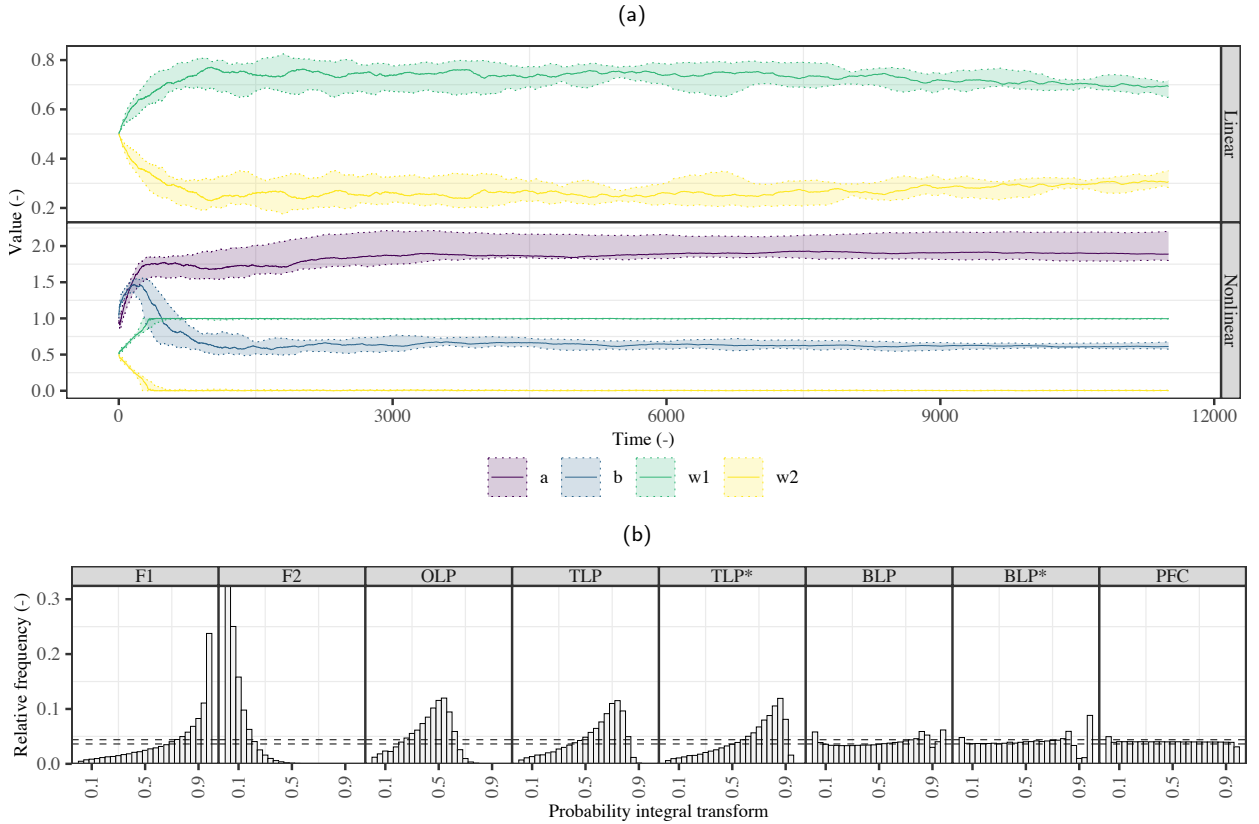 (a)
0.8
0.6
0.4
0.2
Linear
Value (-)
2.0
1.5
1.0
0.5
0.0
Nonlinear
0 3000 6000 9000 12000
Time (-)
a b w1 w2
(b)
F1 F2 OLP TLP TLP* BLP BLP* PFC
0.3
0.2
0.1
0.0
Relative frequency (-)
0.1 0.5 0.9 0.1 0.5 0.9 0.1 0.5 0.9 0.1 0.5 0.9 0.1 0.5 0.9 0.1 0.5 0.9 0.1 0.5 0.9 0.1 0.5 0.9
Probability integral transform